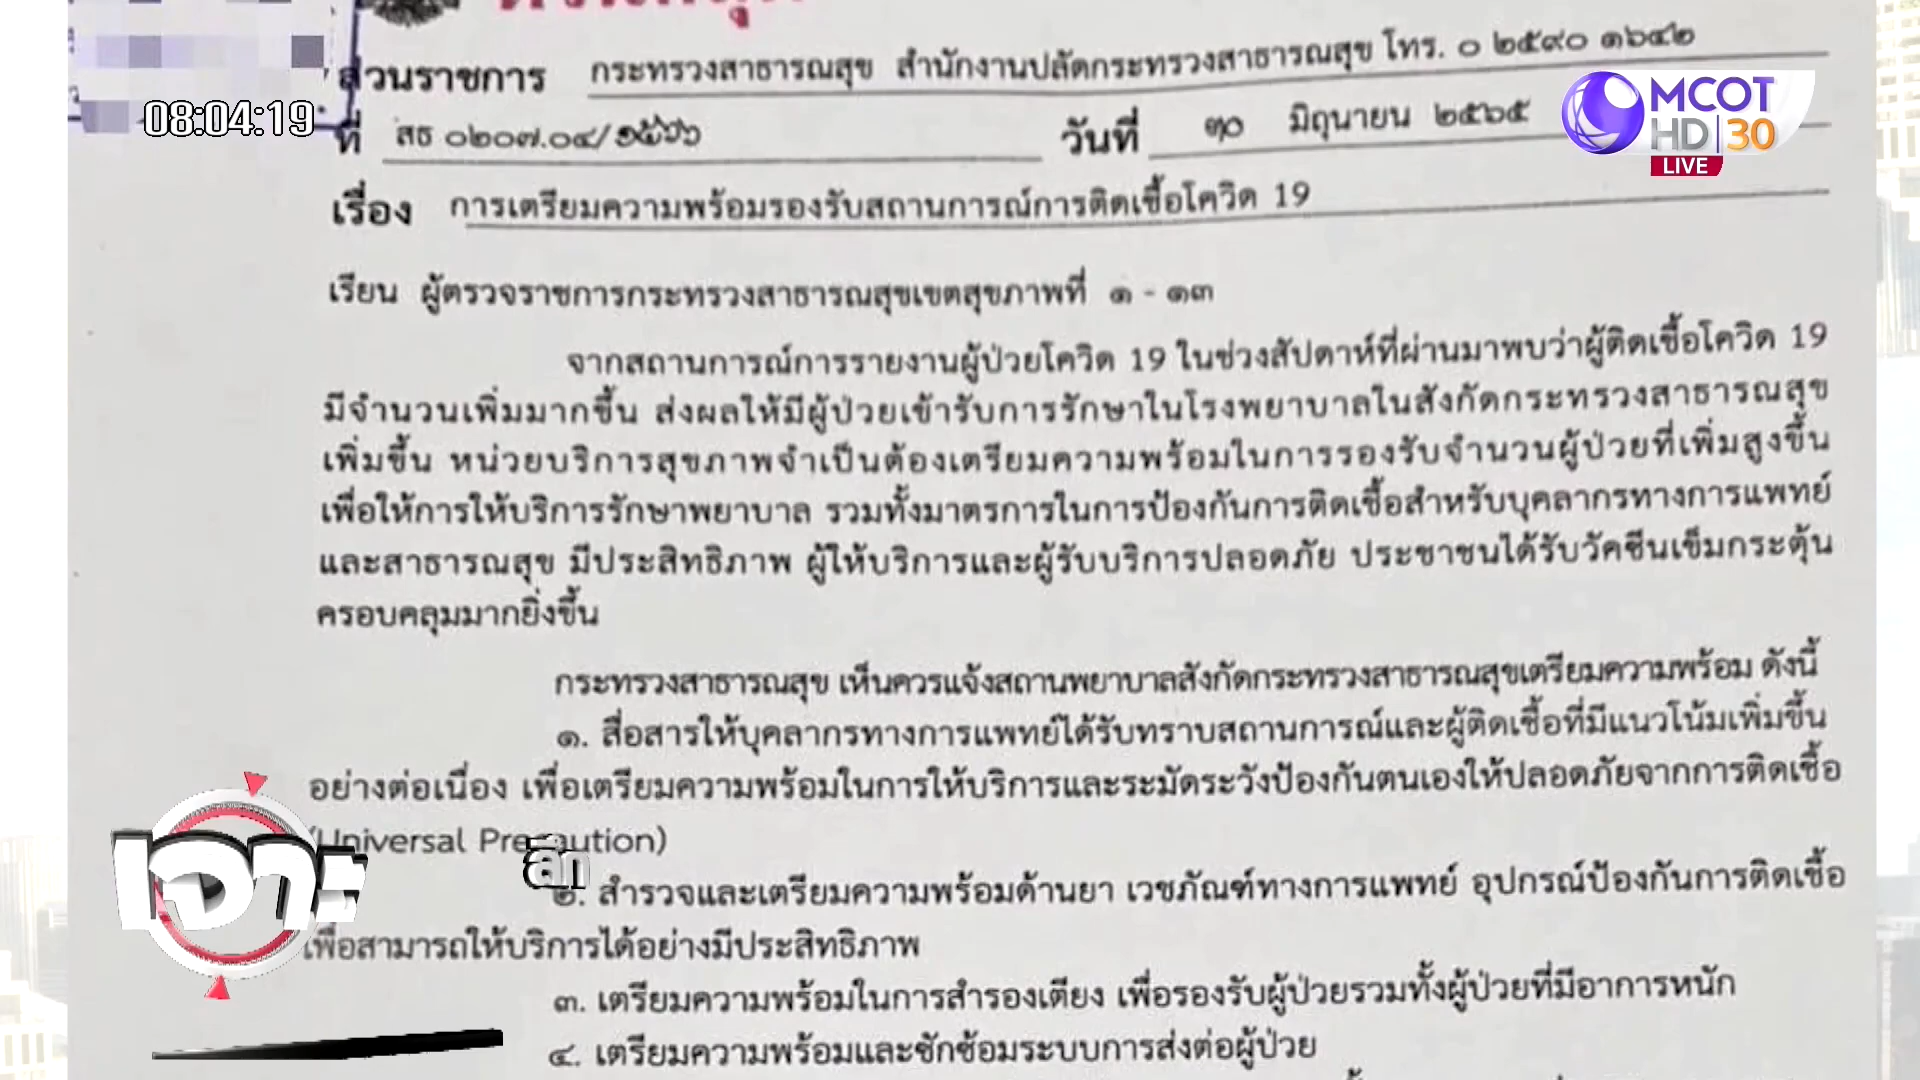 08:04:19
MCOT
HD 30
LIVE
ส่วนราชการ กระทรวงสาธารณสุข สำนักงานปลัดกระทรวงสาธารณสุข โทร. ๐ ๒๕๙๐ ๑๖๔๒
ที่ สธ ๐๒๐๗.๐๔/ วันที่ ๓๐ มิถุนายน ๒๕๖๕
เรื่อง การเตรียมความพร้อมรองรับสถานการณ์การติดเชื้อโควิด 19
เรียน ผู้ตรวจราชการกระทรวงสาธารณสุขเขตสุขภาพที่ ๑ - ๑๓
จากสถานการณ์การรายงานผู้ป่วยโควิด 19 ในช่วงสัปดาห์ที่ผ่านมาพบว่าผู้ติดเชื้อโควิด 19
มีจำนวนเพิ่มมากขึ้น ส่งผลให้มีผู้ป่วยเข้ารับการรักษาในโรงพยาบาลในสังกัดกระทรวงสาธารณสุข
เพิ่มขึ้น หน่วยบริการสุขภาพจำเป็นต้องเตรียมความพร้อมในการรองรับจำนวนผู้ป่วยที่เพิ่มสูงขึ้น
เพื่อให้การให้บริการรักษาพยาบาล รวมทั้งมาตรการในการป้องกันการติดเชื้อสำหรับบุคลากรทางการแพทย์
และสาธารณสุข มีประสิทธิภาพ ผู้ให้บริการและผู้รับบริการปลอดภัย ประชาชนได้รับวัคซีนเข็มกระตุ้น
ครอบคลุมมากยิ่งขึ้น
กระทรวงสาธารณสุข เห็นควรแจ้งสถานพยาบาลสังกัดกระทรวงสาธารณสุขเตรียมความพร้อม ดังนี้
๑. สื่อสารให้บุคลากรทางการแพทย์ได้รับทราบสถานการณ์และผู้ติดเชื้อที่มีแนวโน้มเพิ่มขึ้น
อย่างต่อเนื่อง เพื่อเตรียมความพร้อมในการให้บริการและระมัดระวังป้องกันตนเองให้ปลอดภัยจากการติดเชื้อ
(Universal Precaution)
๒. สำรวจและเตรียมความพร้อมด้านยา เวชภัณฑ์ทางการแพทย์ อุปกรณ์ป้องกันการติดเชื้อ
เพื่อสามารถให้บริการได้อย่างมีประสิทธิภาพ
๓. เตรียมความพร้อมในการสำรองเตียง เพื่อรองรับผู้ป่วยรวมทั้งผู้ป่วยที่มีอาการหนัก
๔. เตรียมความพร้อมและซักซ้อมระบบการส่งต่อผู้ป่วย
เจาะ
ลึก